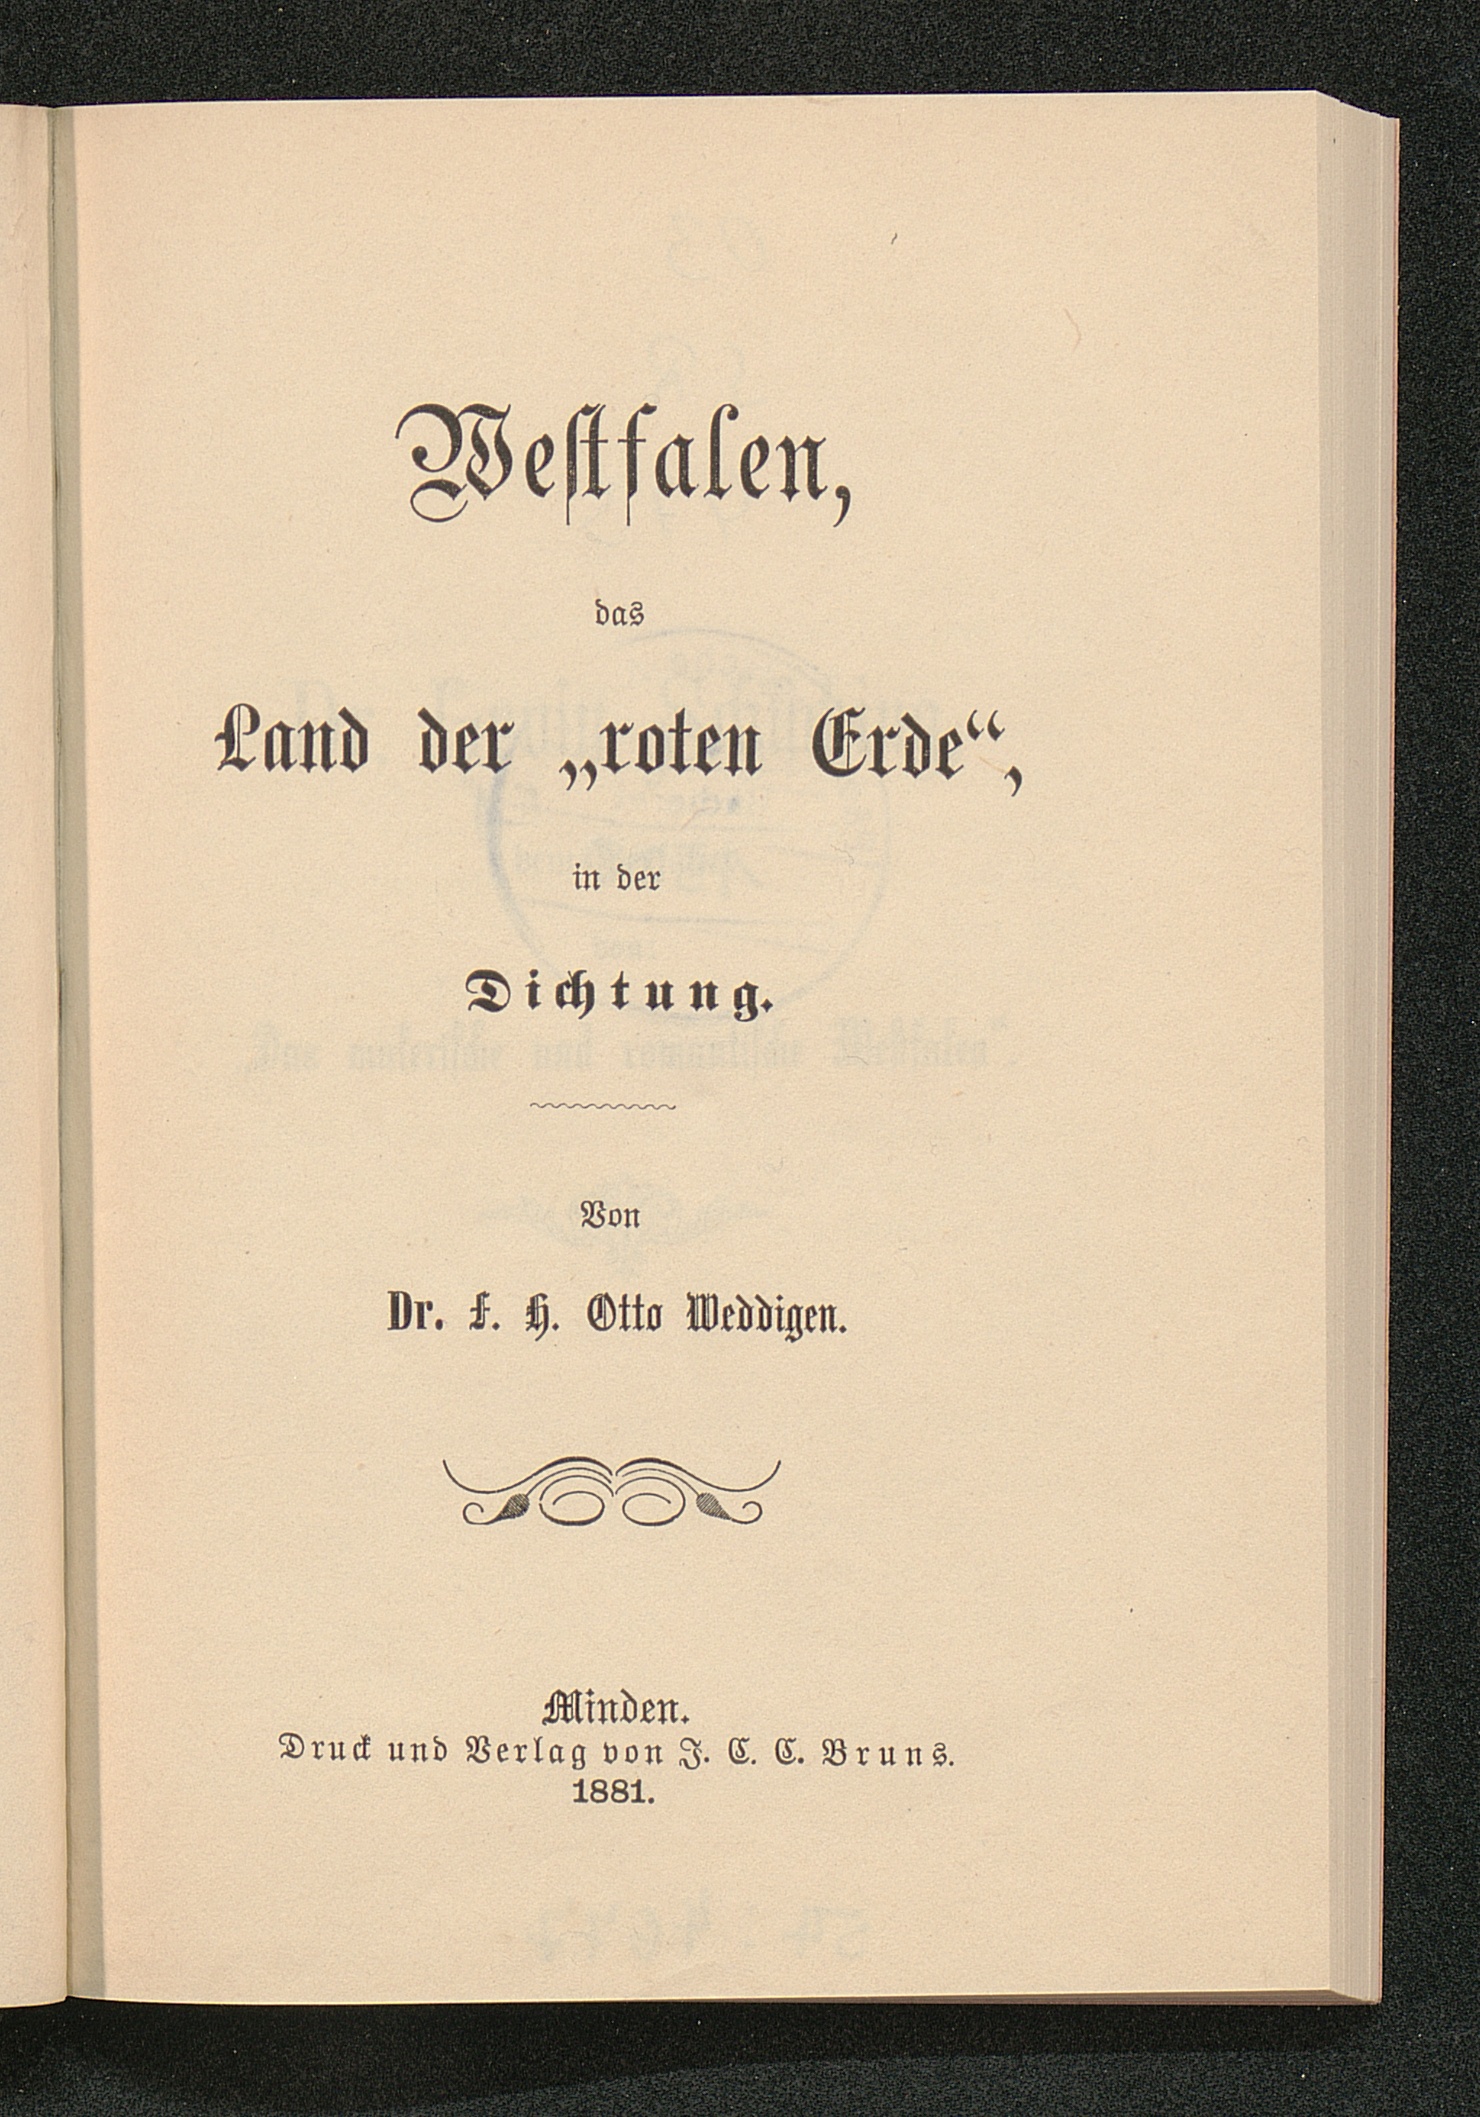 Westfalen,
das
Land der „roten Erde“,
in der
Dichtung.
Von
Dr. F. H. Otto Weddigen.
Minden.
Druck und Verlag von J. C. C. Bruns.
1881.